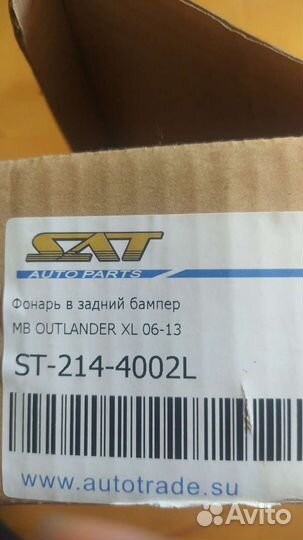 SAT
AUTO PARTS
Фонарь в задний бампер
MB OUTLANDER XL 06-13
ST-214-4002L
www.autotrade.su
Avito